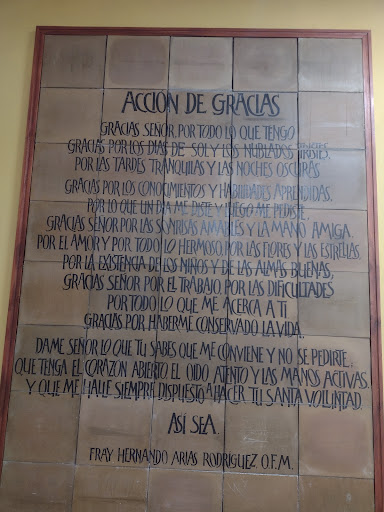 ACCION DE GRACIAS
GRACIAS SEÑOR POR TODO LO QUE TENGO
GRACIAS POR LOS DIAS DE SOL Y LOS NUBLADOS TRISTES.
POR LAS TARDES TRANQUILAS Y LAS NOCHES OSCURAS
GRACIAS POR LOS CONOCIMIENTOS Y HABILIDADES APRENDIDAS.
POR LO QUE UN DIA ME DISTE Y LUEGO ME PEDISTE.
GRACIAS SEÑOR POR LAS SONRISAS AMABLES Y LA MANO AMIGA.
POR EL AMOR Y POR TODO LO HERMOSO, POR LAS FLORES Y LAS ESTRELLAS.
POR LA EXISTENCIA DE LOS NIÑOS Y DE LAS ALMAS BUENAS,
GRACIAS SEÑOR POR EL TRABAJO, POR LAS DIFICULTADES
POR TODO LO QUE ME ACERCA A TI
GRACIAS POR HABERME CONSERVADO LA VIDA.
DAME SEÑOR LO QUE TU SABES QUE ME CONVIENE Y NO SE PEDIRTE.
QUE TENGA EL CORAZON ABIERTO EL OIDO ATENTO Y LAS MANOS ACTIVAS.
Y QUE ME HALLE SIEMPRE DISPUESTO A HACER TU SANTA VOLUNTAD.
ASI SEA.
FRAY HERNANDO ARIAS RODRIGUEZ O.F.M.